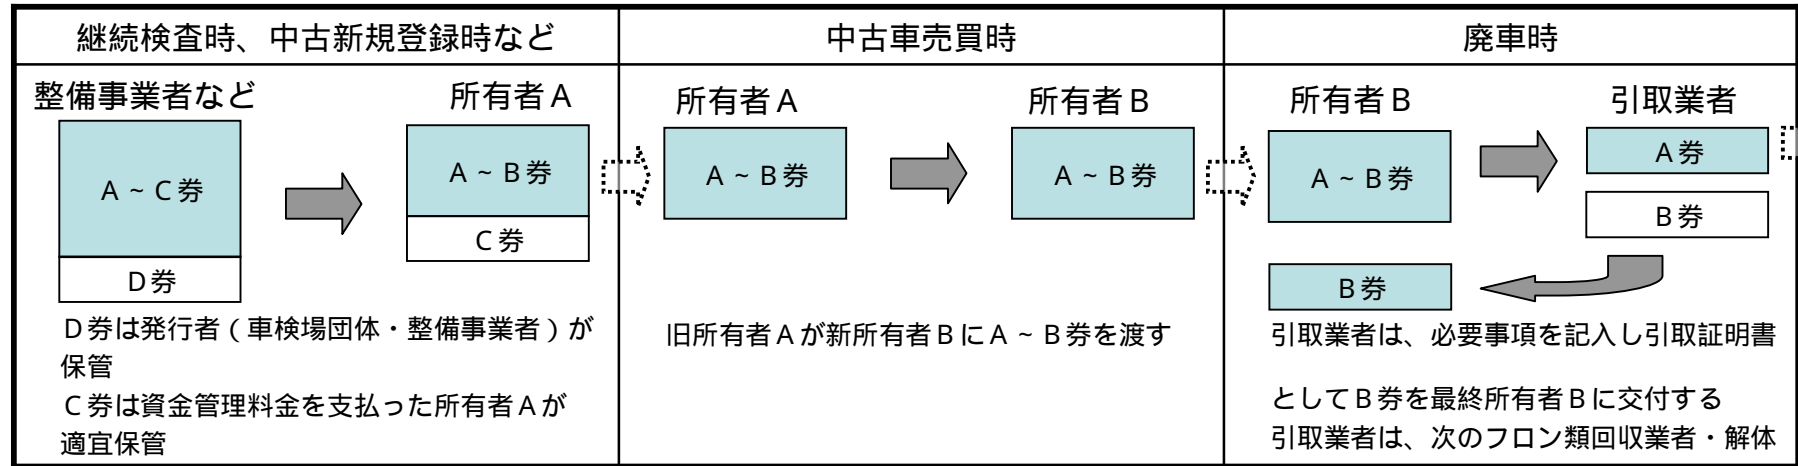 継続検査時、中古新規登録時など
整備事業者など
所有者A
A～C券
D券
A～B券
C券
D券は発行者（車検場団体・整備事業者）が
保管
C券は資金管理料金を支払った所有者Aが
適宜保管
中古車売買時
所有者A
所有者B
A～B券
A～B券
旧所有者Aが新所有者BにA～B券を渡す
廃車時
所有者B
引取業者
A～B券
A券
B券
B券
引取業者は、必要事項を記入し引取証明書
としてB券を最終所有者Bに交付する
引取業者は、次のフロン類回収業者・解体